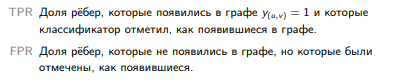 TPR Доля рёбер, которые появились в графе y(u,v) = 1 и которые
классификатор отметил, как появившиеся в графе.
FPR Доля рёбер, которые не появились в графе, но которые были
отмечены, как появившиеся.